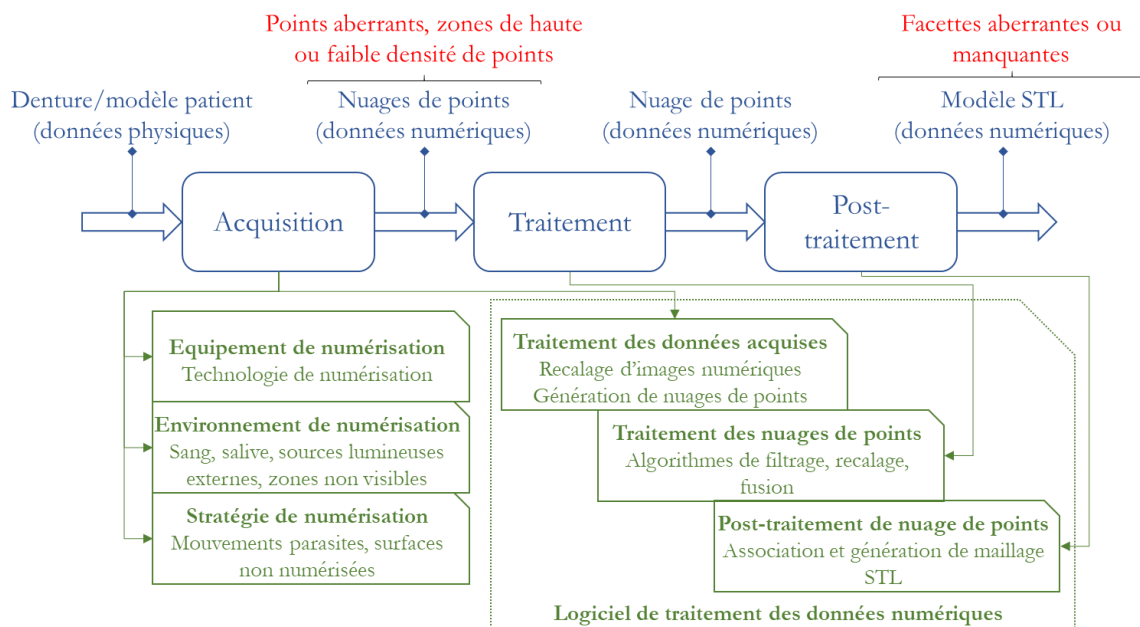 Points aberrants, zones de haute
ou faible densité de points
Facettes aberrantes ou
manquantes
Denture/modèle patient
(données physiques)
Nuages de points
(données numériques)
Nuage de points
(données numériques)
Modèle STL
(données numériques)
Acquisition
Traitement
Post-
traitement
Equipement de numérisation
Technologie de numérisation
Environnement de numérisation
Sang, salive, sources lumineuses
externes, zones non visibles
Stratégie de numérisation
Mouvements parasites, surfaces
non numérisées
Traitement des données acquises
Recalage d'images numériques
Génération de nuages de points
Traitement des nuages de points
Algorithmes de filtrage, recalage,
fusion
Post-traitement de nuage de points
Association et génération de maillage
STL
Logiciel de traitement des données numériques